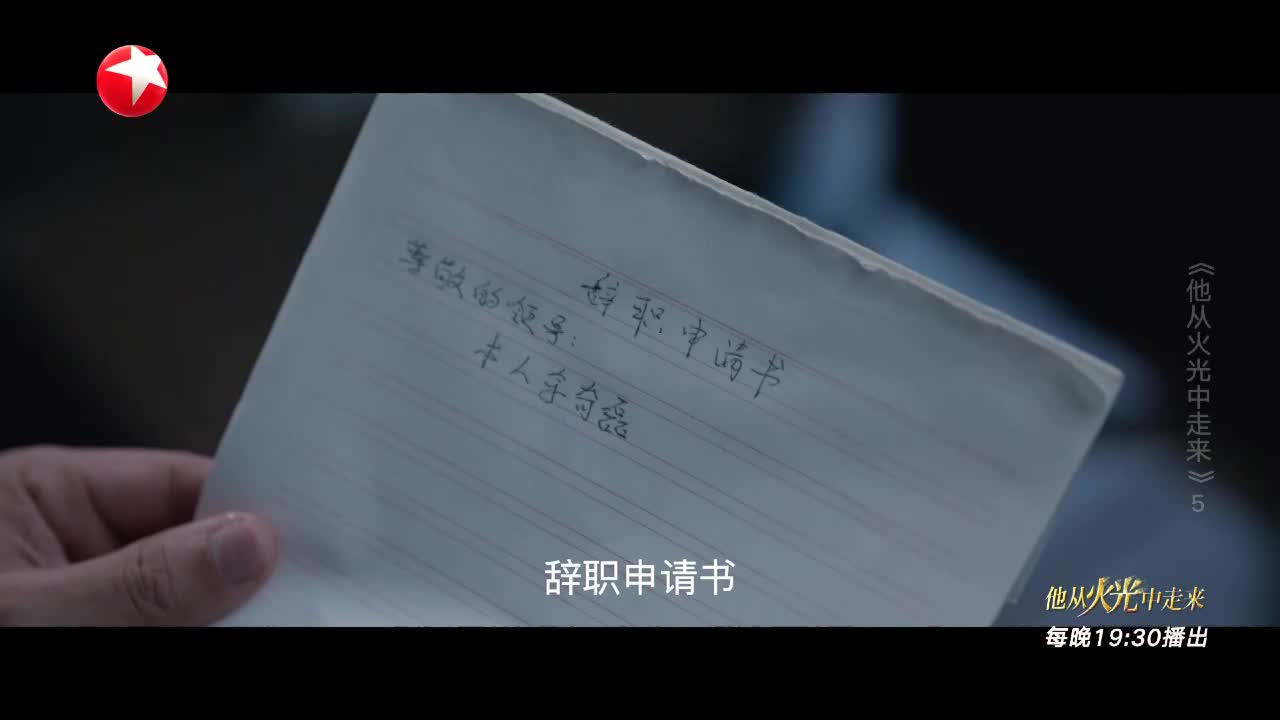 辞职申请书
尊敬的领导：
本人余奇磊
辞职申请书
《他从火光中走来》5
他从火光中走来
每晚19:30播出